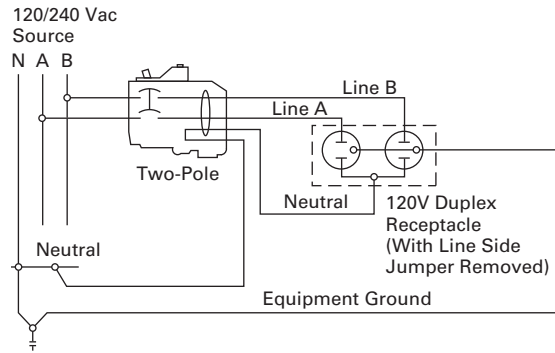 120/240 Vac
Source
N A B
Line B
Line A
Two-Pole
Neutral
120V Duplex
Receptacle
(With Line Side
Jumper Removed)
Neutral
Equipment Ground